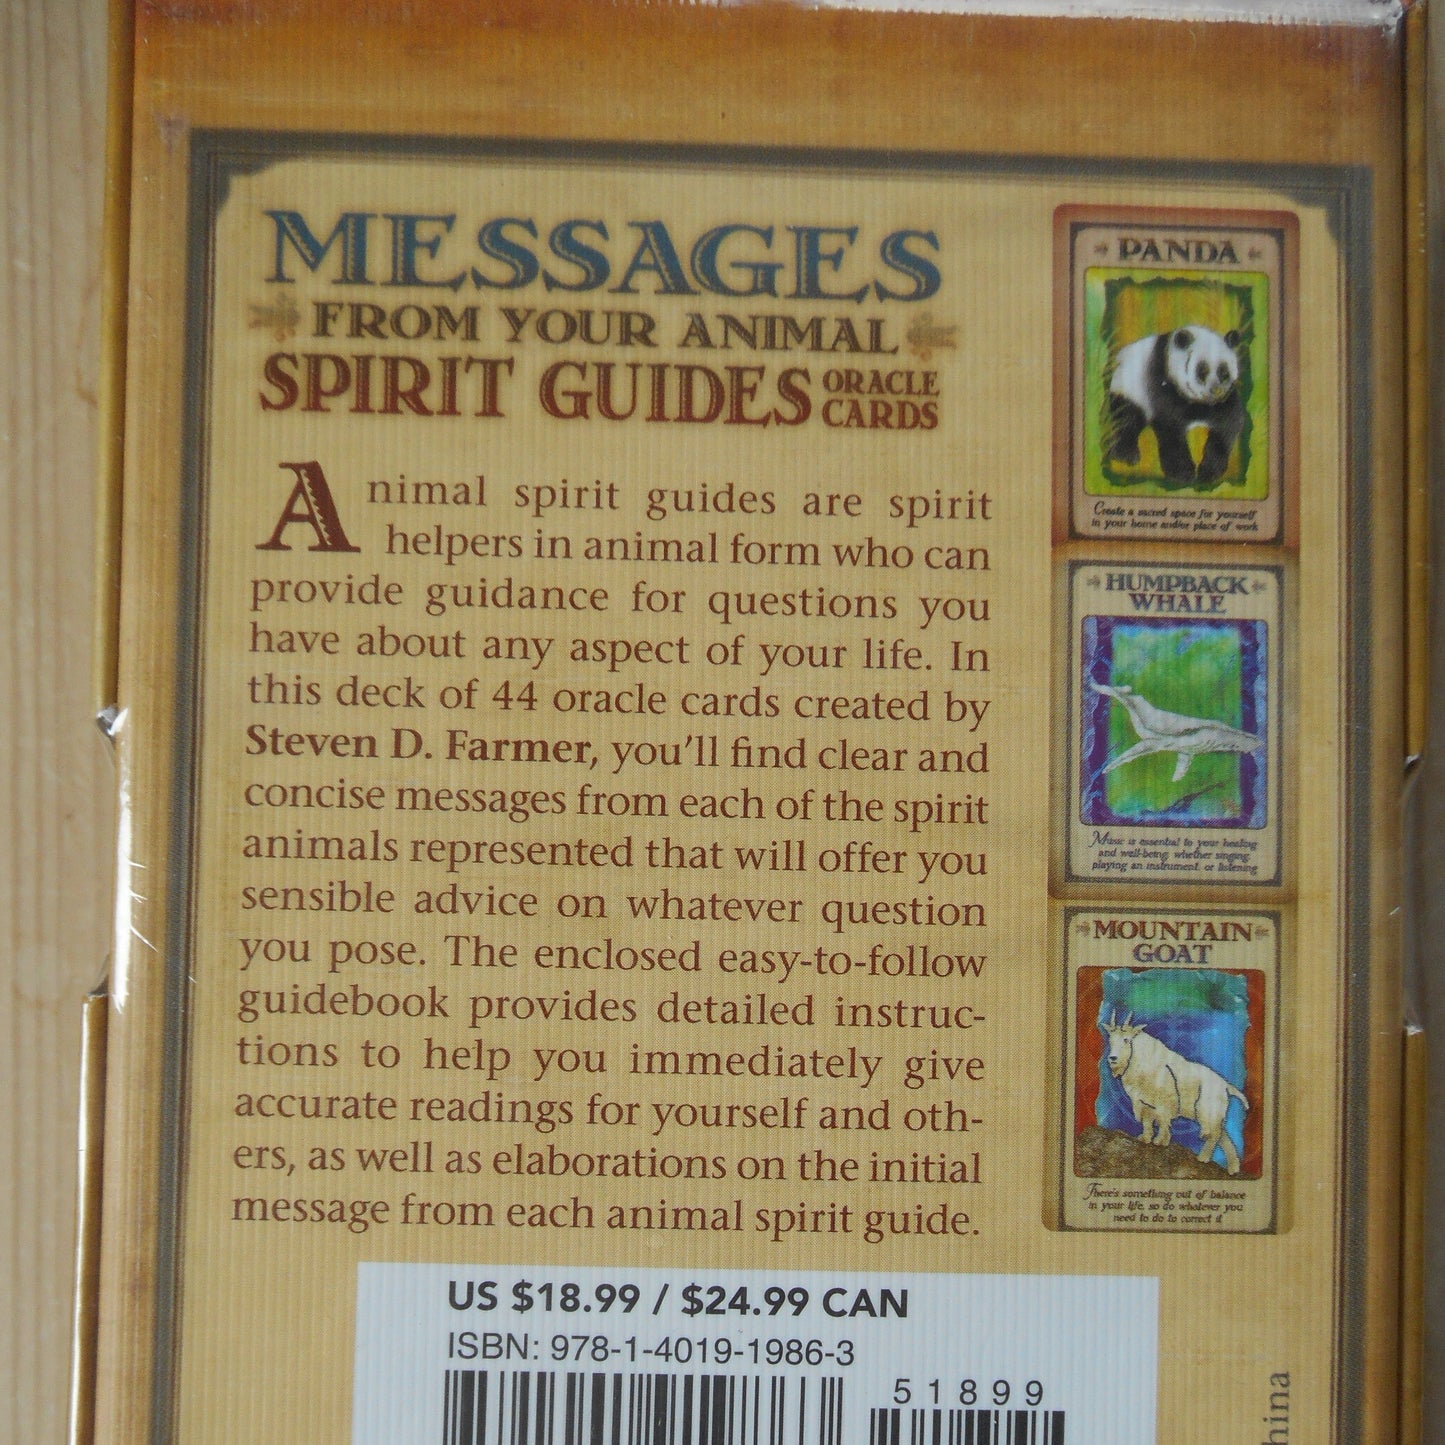 MESSAGES
FROM YOUR ANIMAL
SPIRIT GUIDES ORACLE CARDS
Animal spirit guides are spirit
helpers in animal form who can
provide guidance for questions you
have about any aspect of your life. In
this deck of 44 oracle cards created by
Steven D. Farmer, you'll find clear and
concise messages from each of the spirit
animals represented that will offer you
sensible advice on whatever question
you pose. The enclosed easy-to-follow
guidebook provides detailed instruc-
tions to help you immediately give
accurate readings for yourself and oth-
ers, as well as elaborations on the initial
message from each animal spirit guide.
PANDA
Create a sacred space for yourself
in your home and/or place of work
HUMPBACK
WHALE
Music is essential to your healing
and well-being, whether singing,
playing an instrument, or listening
MOUNTAIN
GOAT
There's something out of balance
in your life, so do whatever you
need to do to correct it
US $18.99 / $24.99 CAN
ISBN: 978-1-4019-1986-3
51899
hina